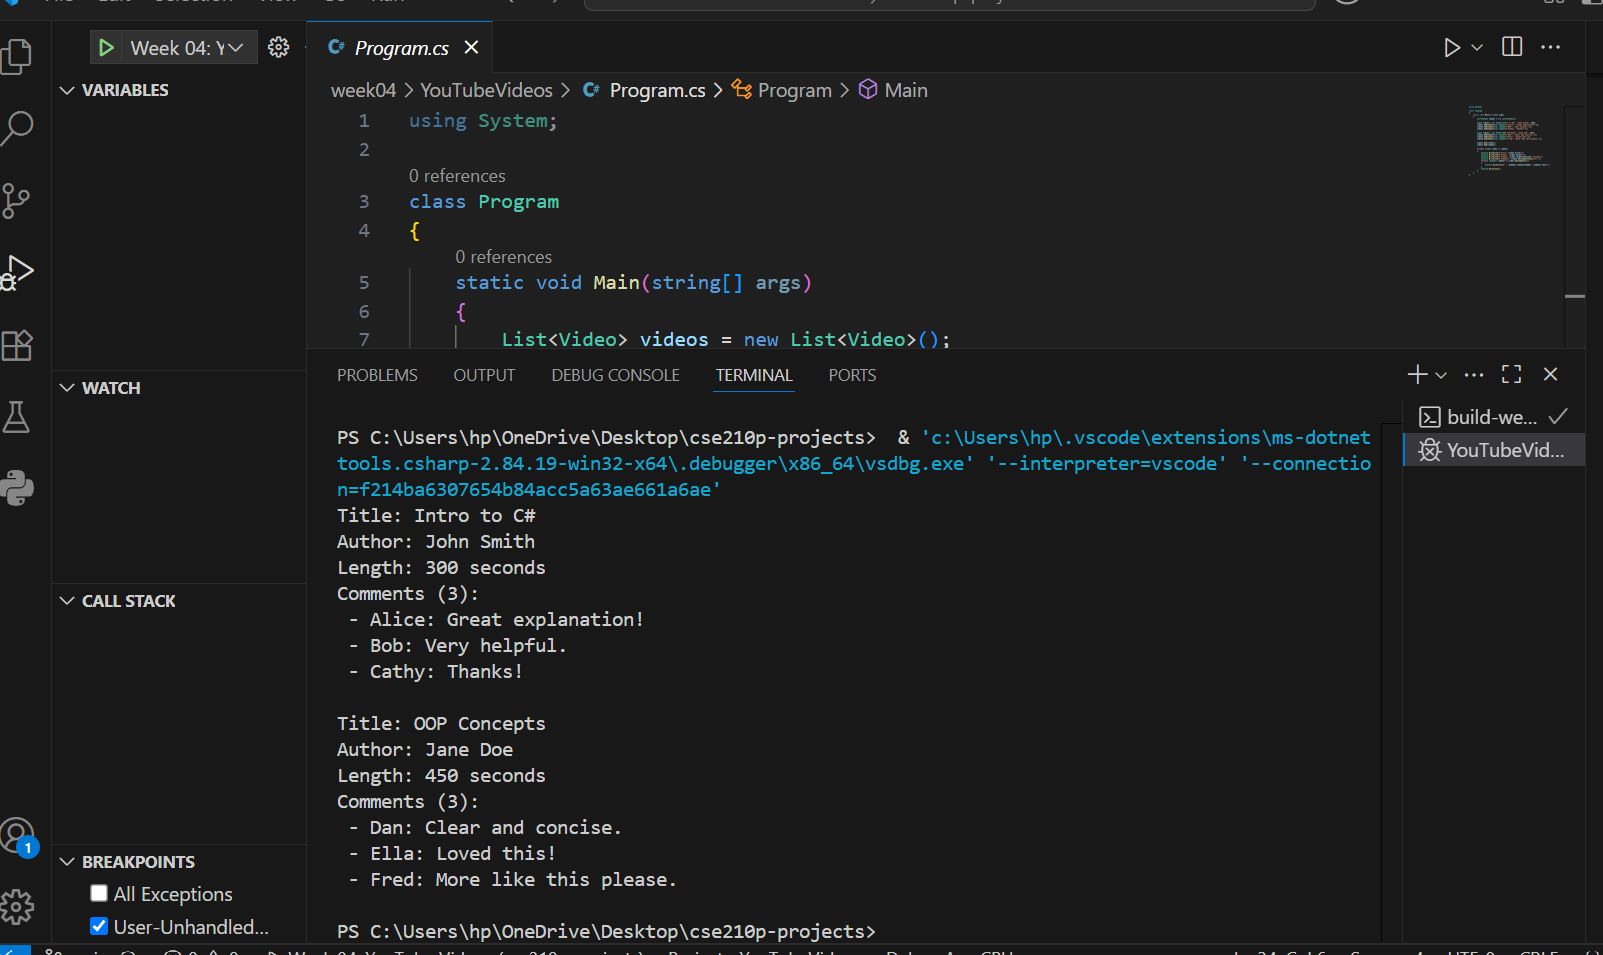 Week 04: Y
Program.cs
VARIABLES
week04 > YouTubeVideos > Program.cs > Program > Main
1 using System;
2
0 references
3 class Program
4 {
0 references
5 static void Main(string[] args)
6 {
7 List<Video> videos = new List<Video>();
PROBLEMS OUTPUT DEBUG CONSOLE TERMINAL PORTS
WATCH
build-we...
YouTubeVid...
PS C:\Users\hp\OneDrive\Desktop\cse210p-projects>  & 'c:\Users\hp\.vscode\extensions\ms-dotnet
tools.csharp-2.84.19-win32-x64\.debugger\x86_64\vsdbg.exe' '--interpreter=vscode' '--connectio
n=f214ba6307654b84acc5a63ae661a6ae'
Title: Intro to C#
Author: John Smith
Length: 300 seconds
Comments (3):
- Alice: Great explanation!
- Bob: Very helpful.
- Cathy: Thanks!
CALL STACK
Title: OOP Concepts
Author: Jane Doe
Length: 450 seconds
Comments (3):
- Dan: Clear and concise.
- Ella: Loved this!
- Fred: More like this please.
1
BREAKPOINTS
All Exceptions
User-Unhandled...
PS C:\Users\hp\OneDrive\Desktop\cse210p-projects>